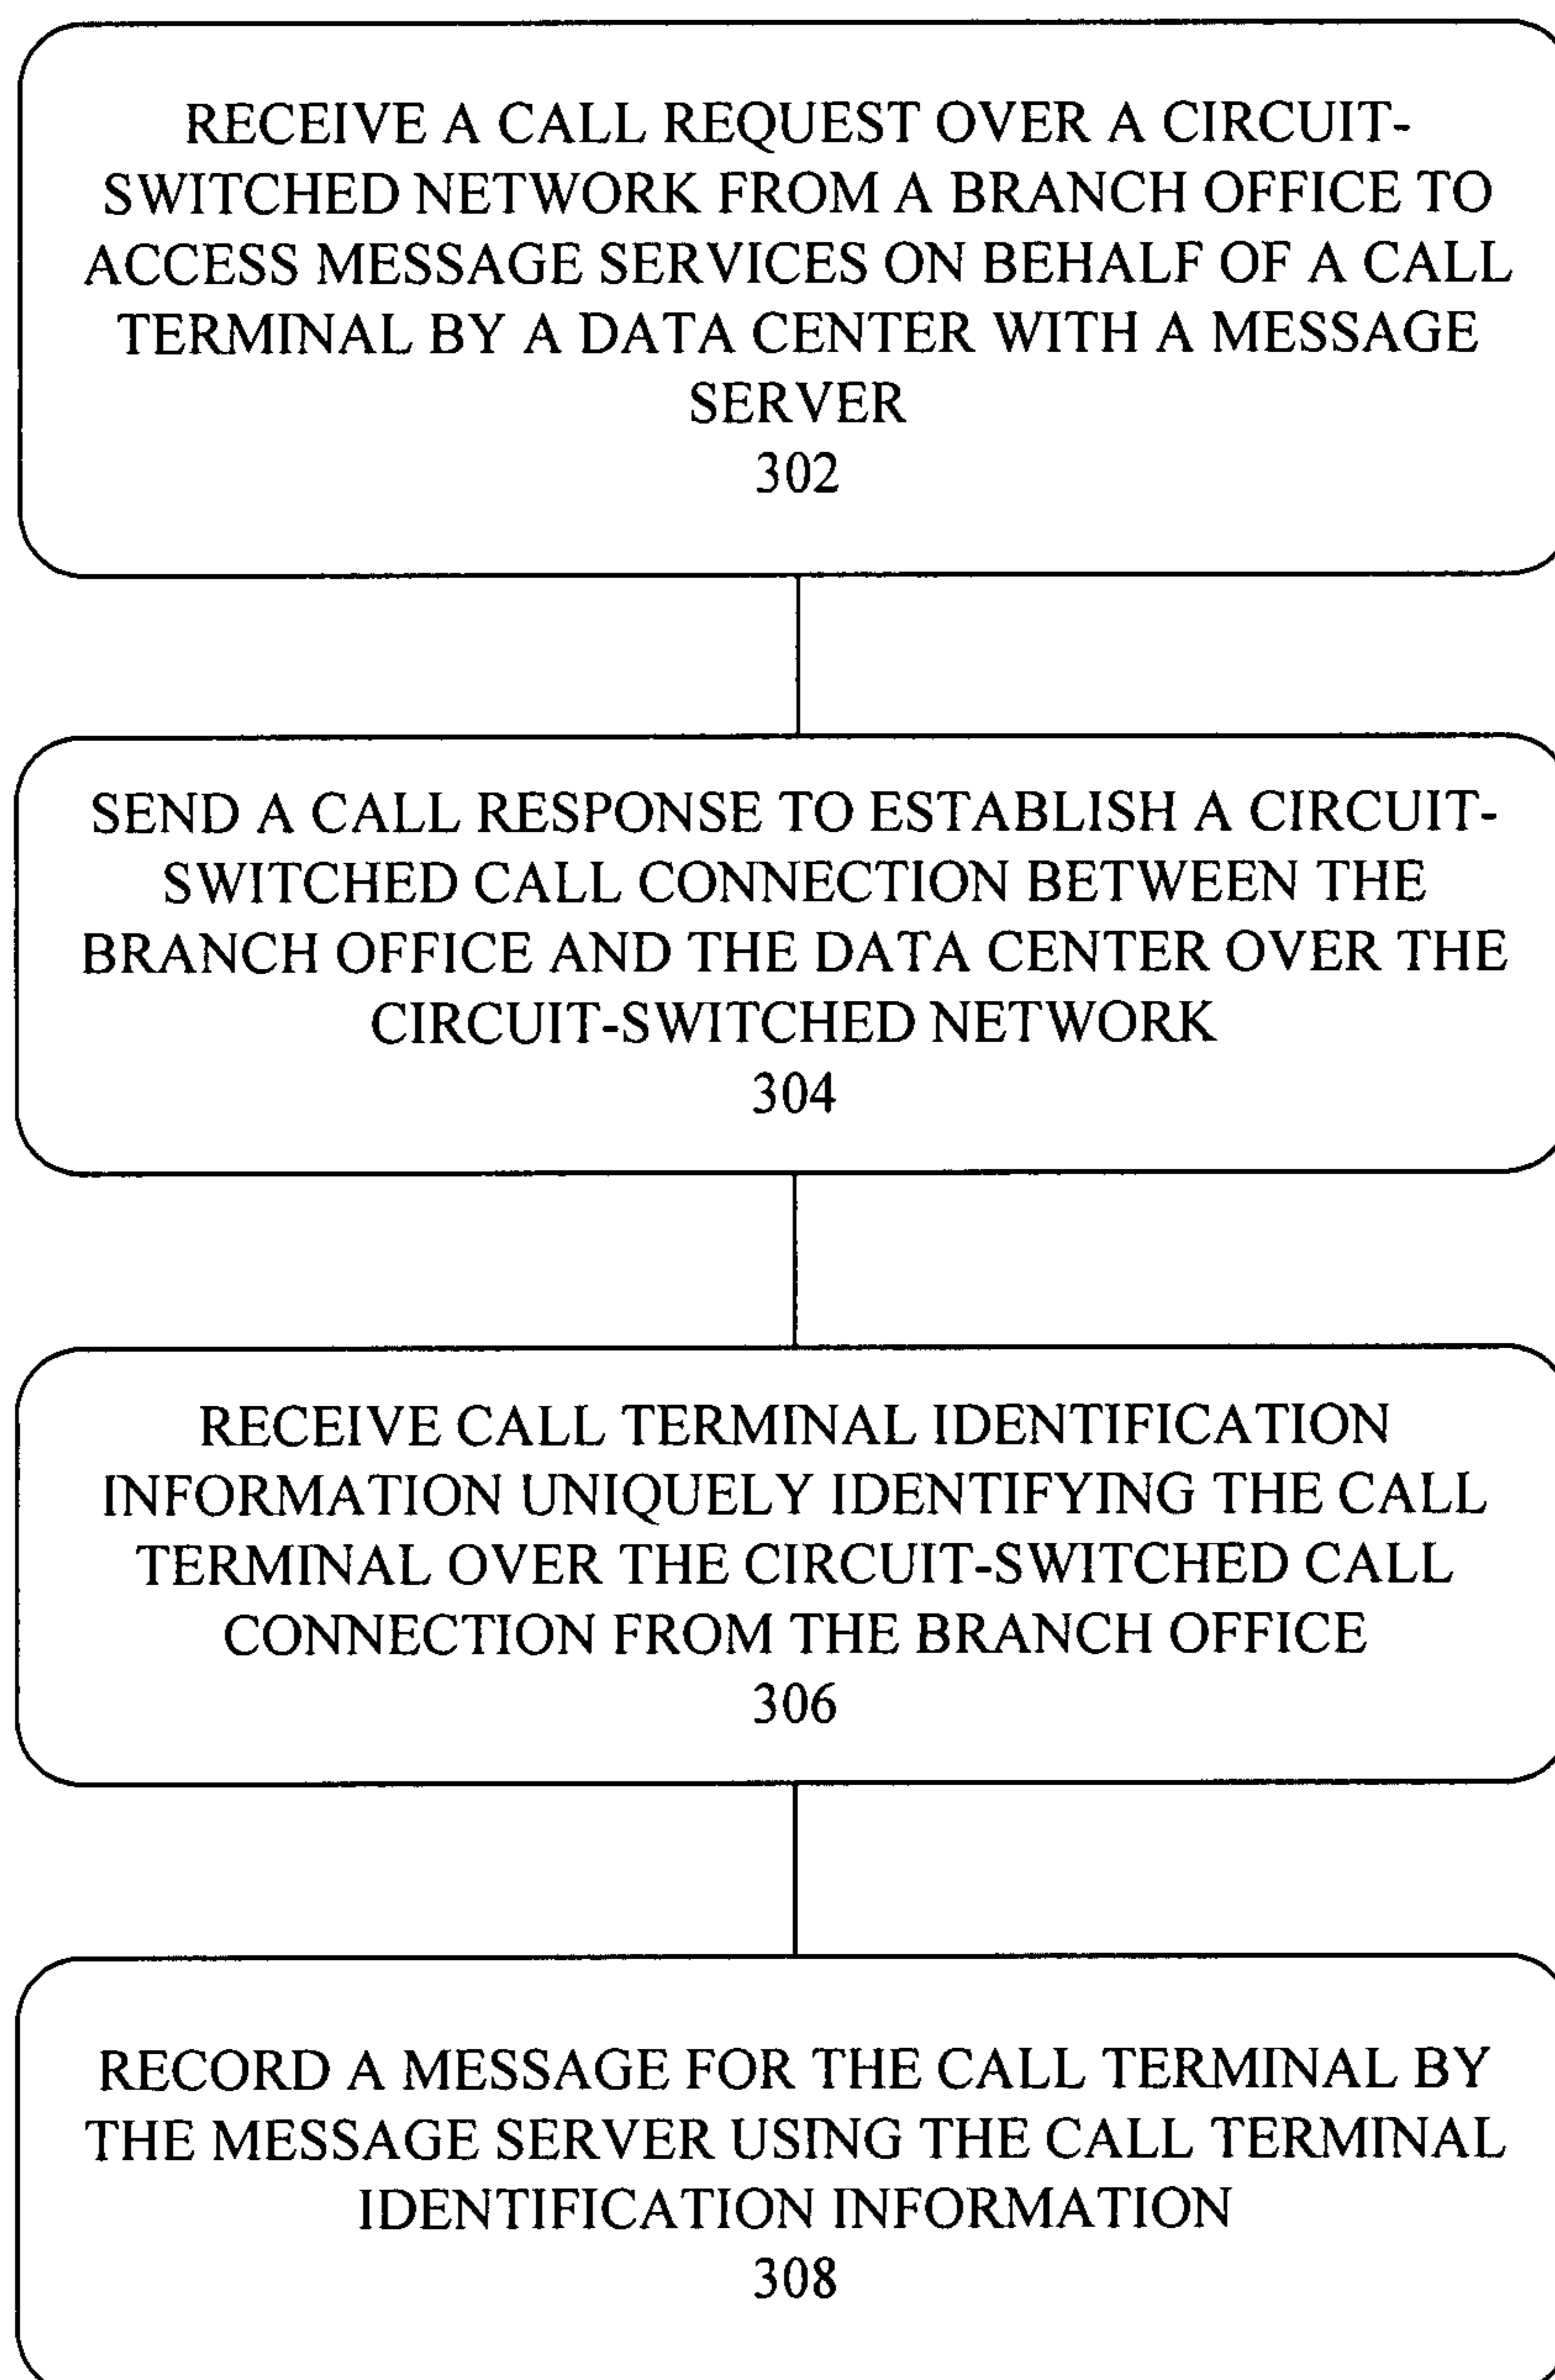 RECEIVE A CALL REQUEST OVER A CIRCUIT-
SWITCHED NETWORK FROM A BRANCH OFFICE TO
ACCESS MESSAGE SERVICES ON BEHALF OF A CALL
TERMINAL BY A DATA CENTER WITH A MESSAGE
SERVER
302
SEND A CALL RESPONSE TO ESTABLISH A CIRCUIT-
SWITCHED CALL CONNECTION BETWEEN THE
BRANCH OFFICE AND THE DATA CENTER OVER THE
CIRCUIT-SWITCHED NETWORK
304
RECEIVE CALL TERMINAL IDENTIFICATION
INFORMATION UNIQUELY IDENTIFYING THE CALL
TERMINAL OVER THE CIRCUIT-SWITCHED CALL
CONNECTION FROM THE BRANCH OFFICE
306
RECORD A MESSAGE FOR THE CALL TERMINAL BY
THE MESSAGE SERVER USING THE CALL TERMINAL
IDENTIFICATION INFORMATION
308